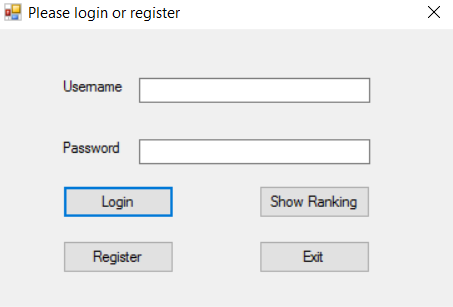 Please login or register
Username
Password
Login
Show Ranking
Register
Exit